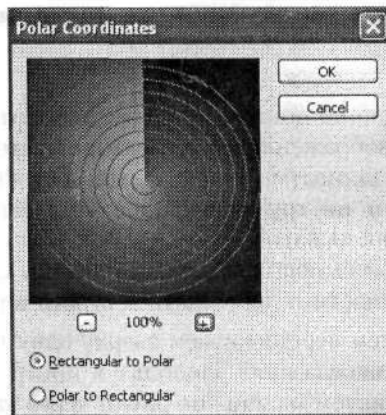 Polar Coordinates
OK
Cancel
- 100% +
Rectangular to Polar
Polar to Rectangular